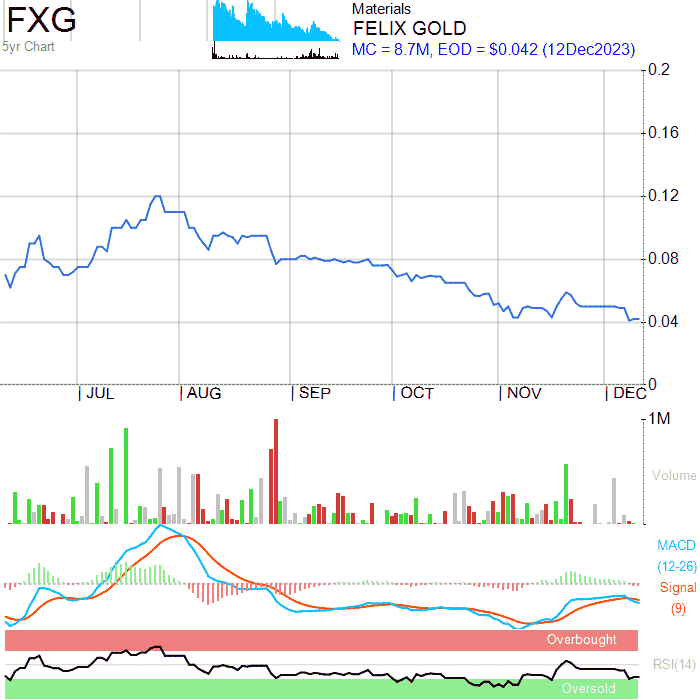 FXG
5yr Chart
Materials
FELIX GOLD
MC = 8.7M, EOD = $0.042 (12Dec2023)
0.2
0.16
0.12
0.08
0.04
0
JUL
AUG
SEP
OCT
NOV
DEC
1M
Volume
MACD
(12-26)
Signal
(9)
Overbought
RSI(14)
Oversold